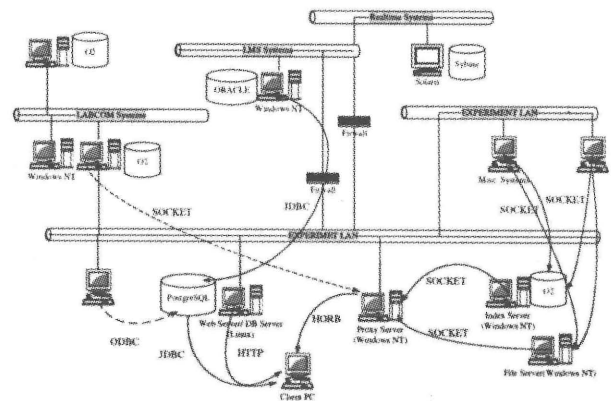 Realtime Systems
O2
LMS Systems
Solaris
Sybase
ORACLE
Windows NT
LABCOM Systems
Firewall
EXPERIMENT LAN
Windows NT
O2
Misc. Systems
Firewall
SOCKET
JDBC
SOCKET
SOCKET
EXPERIMET LAN
PostgreSQL
SOCKET
O2
HORB
Index Server
(Windows NT)
Web Server/ DB Server
(Linux)
Proxy Server
(Windows NT)
SOCKET
ODBC
JDBC
HTTP
File Server(Windows NT)
Client PC